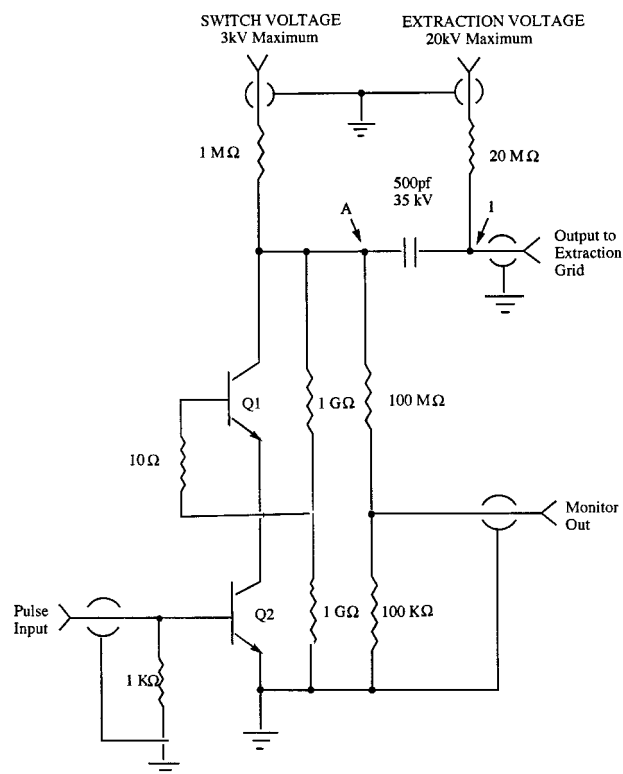 SWITCH VOLTAGE
3kV Maximum
EXTRACTION VOLTAGE
20kV Maximum
1 MΩ
20 MΩ
500pf
35 kV
A
1
Output to
Extraction
Grid
Q1
1 GΩ
100 MΩ
10 Ω
Monitor
Out
Pulse
Input
Q2
1 GΩ
100 KΩ
1 KΩ